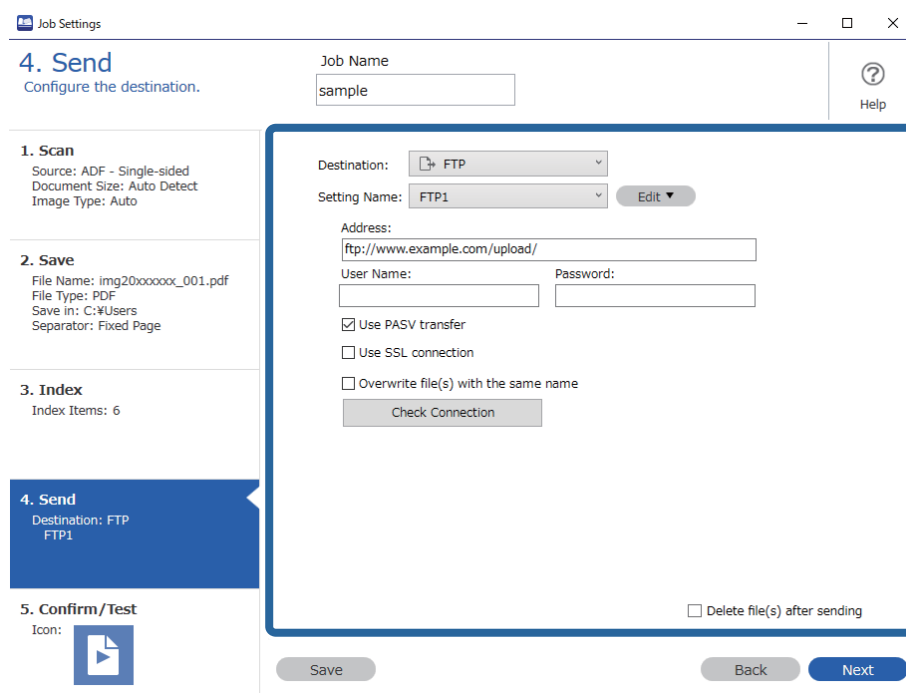 Job Settings
4. Send
Configure the destination.
Job Name
sample
Help
1. Scan
Source: ADF - Single-sided
Document Size: Auto Detect
Image Type: Auto
2. Save
File Name: img20xxxxxx_001.pdf
File Type: PDF
Save in: C:¥Users
Separator: Fixed Page
3. Index
Index Items: 6
4. Send
Destination: FTP
FTP1
5. Confirm/Test
Icon:
Destination: FTP
Setting Name: FTP1 Edit ▼
Address:
ftp://www.example.com/upload/
User Name: Password:
Use PASV transfer
Use SSL connection
Overwrite file(s) with the same name
Check Connection
Delete file(s) after sending
Save Back Next